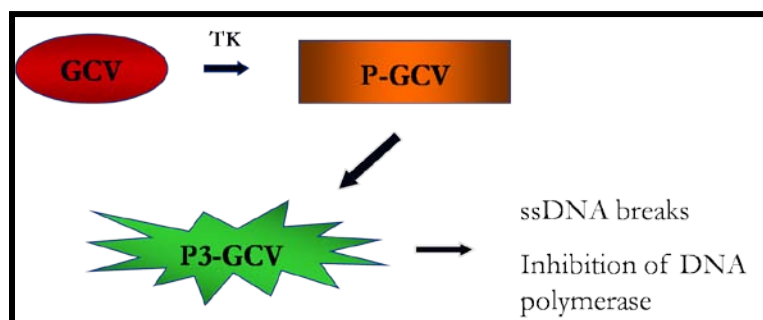 TK
GCV
P-GCV
P3-GCV
ssDNA breaks
Inhibition of DNA
polymerase